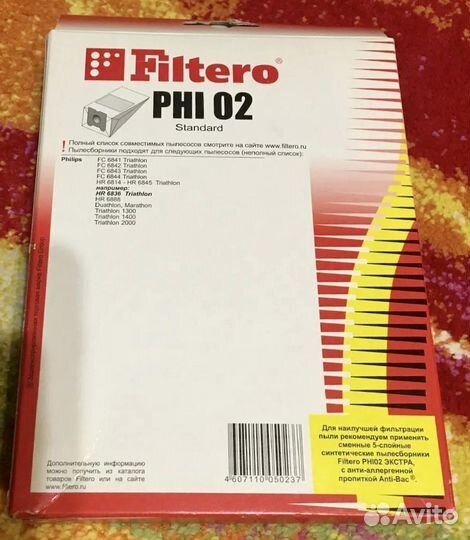 Filtero
PHI 02
Standard
! Полный список совместимых пылесосов смотрите на сайте www.filtero.ru
Пылесборники подходят для следующих пылесосов (неполный список):
Philips FC 6841 Triathlon
FC 6842 Triathlon
FC 6843 Triathlon
FC 6844 Triathlon
HR 6814 - HR 6845 Triathlon
например:
HR 6836 Triathlon
HR 6888
Duathlon, Marathon
Triathlon 1300
Triathlon 1400
Triathlon 2000
Для наилучшей фильтрации
пыли рекомендуем применять
сменные 5-слойные
синтетические пылесборники
Filtero PHI02 ЭКСТРА,
с анти-аллергенной
пропиткой Anti-Bac®.
Дополнительную информацию
можно получить из каталога
товаров Filtero или на сайте
www.Filtero.ru
4 607110 050237
Avito